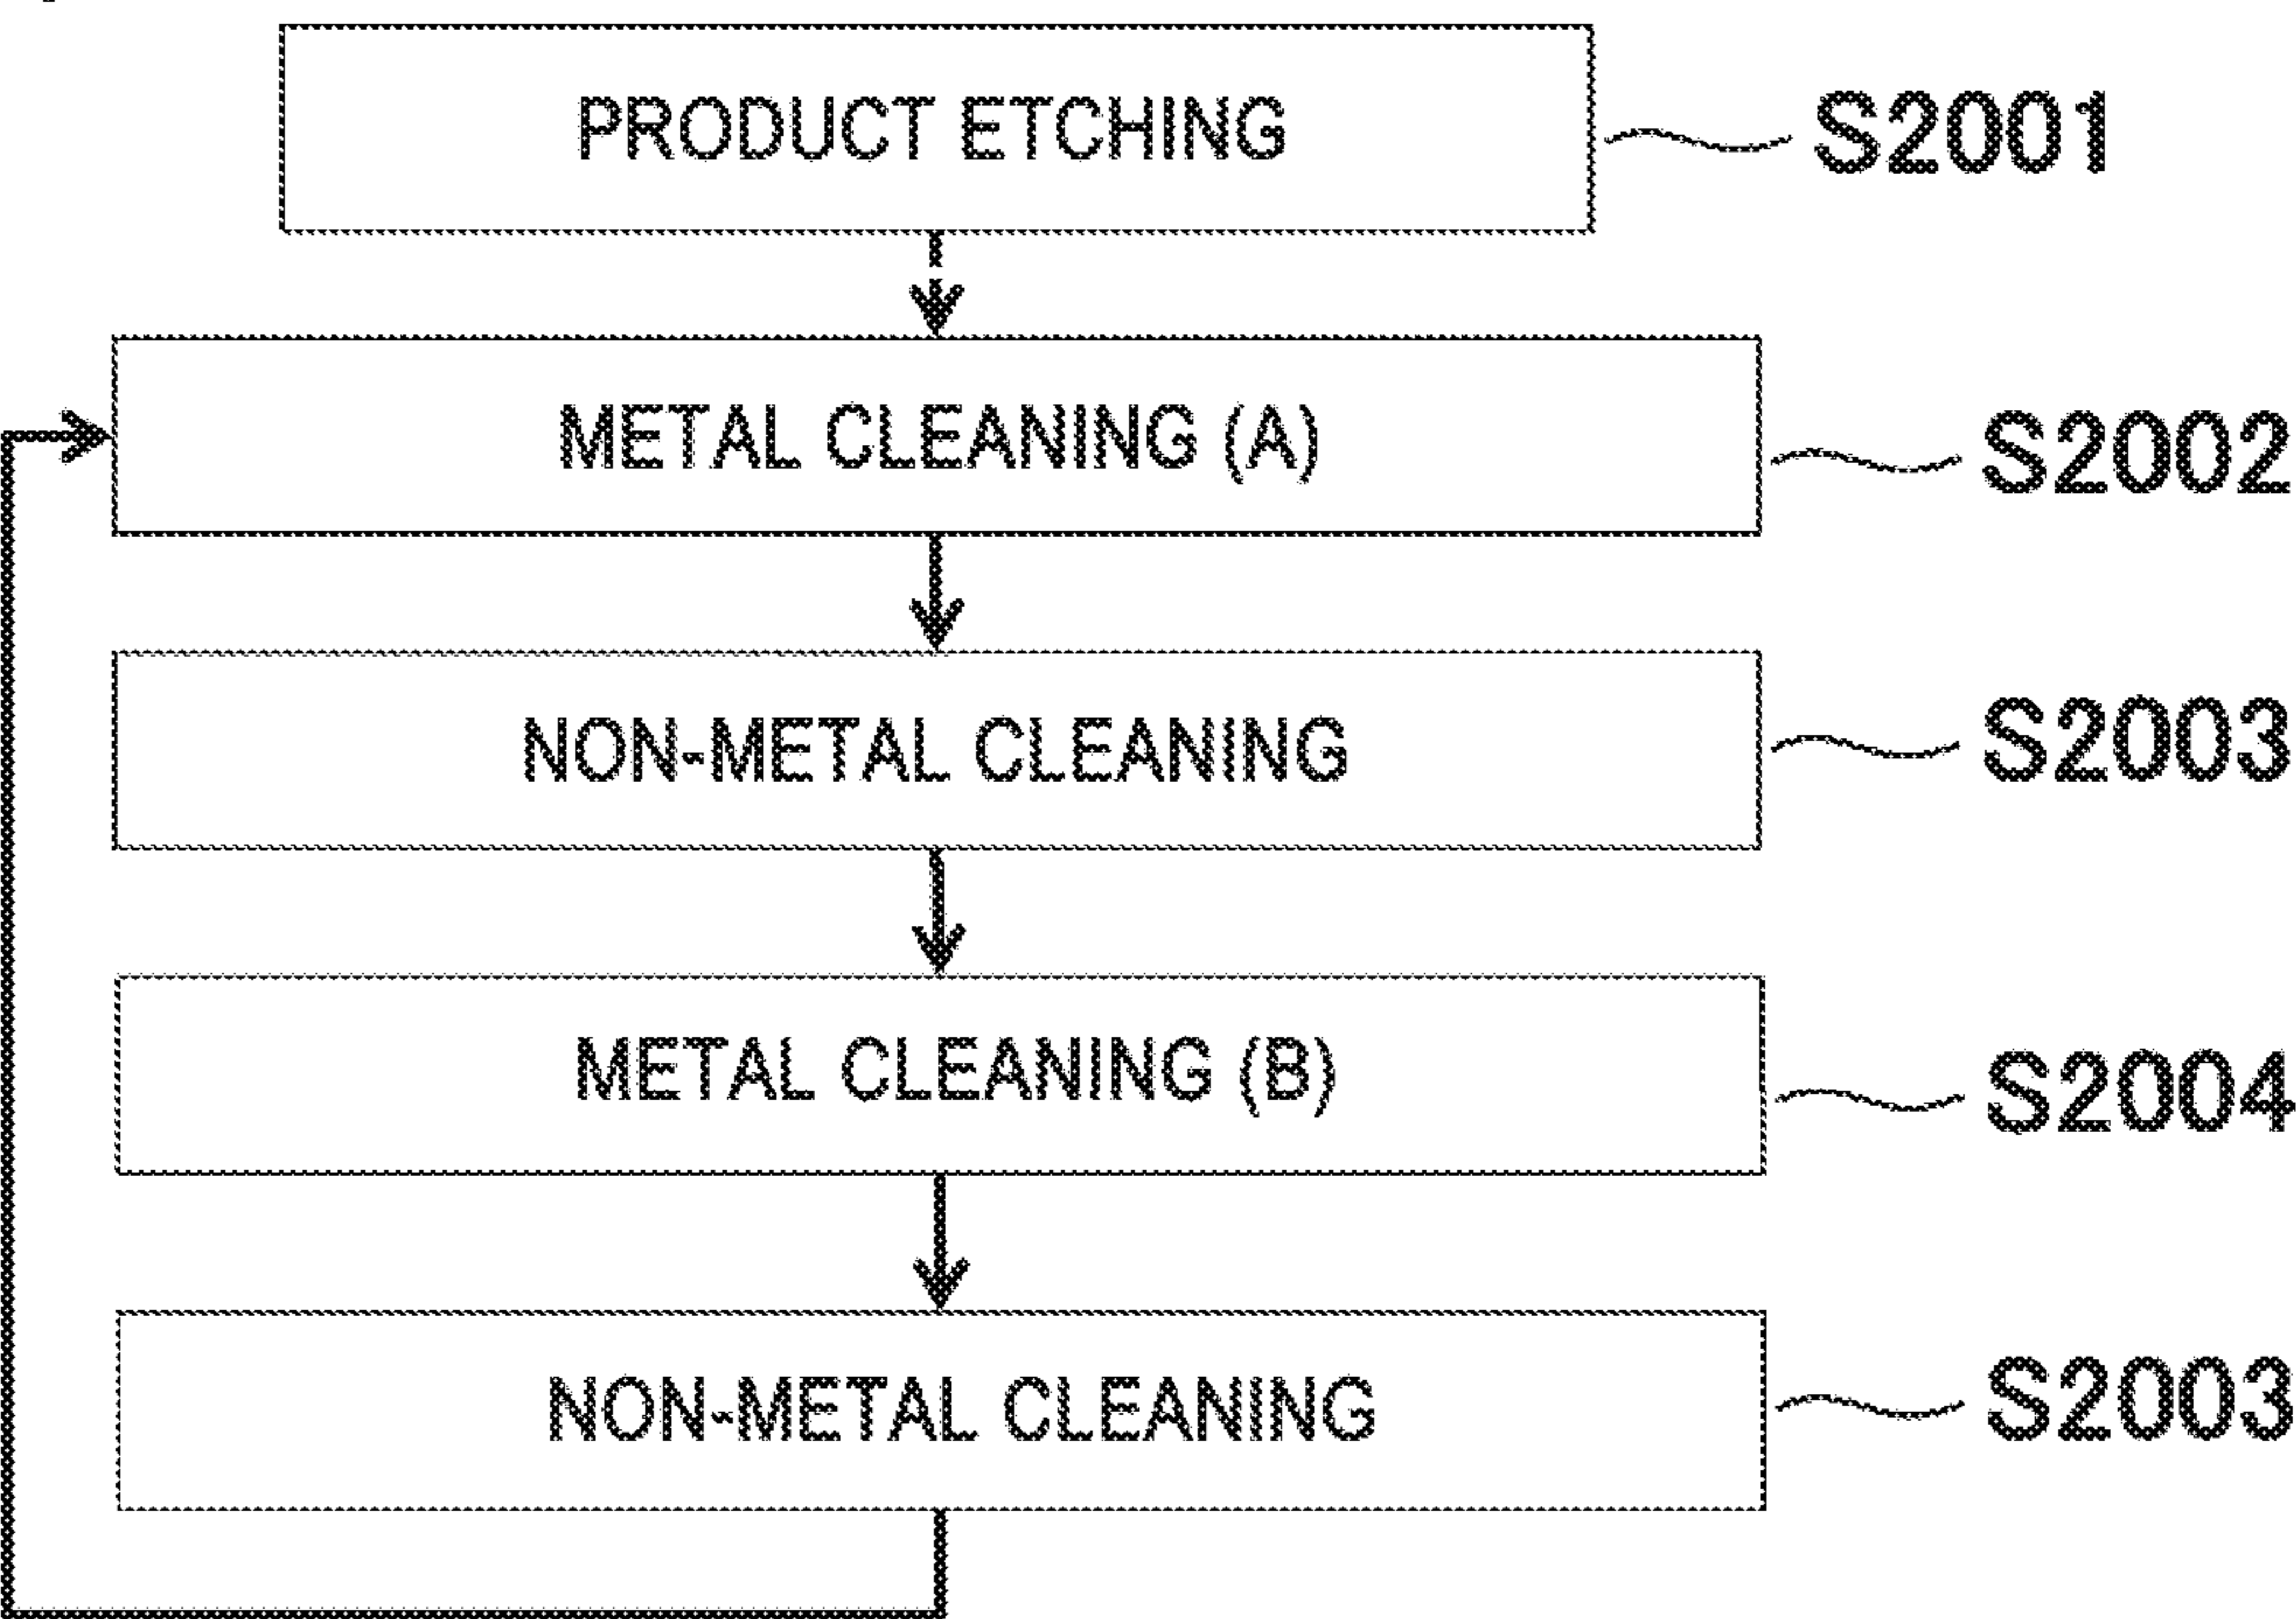 PRODUCT ETCHING S2001
METAL CLEANING (A) S2002
NON-METAL CLEANING S2003
METAL CLEANING (B) S2004
NON-METAL CLEANING S2003